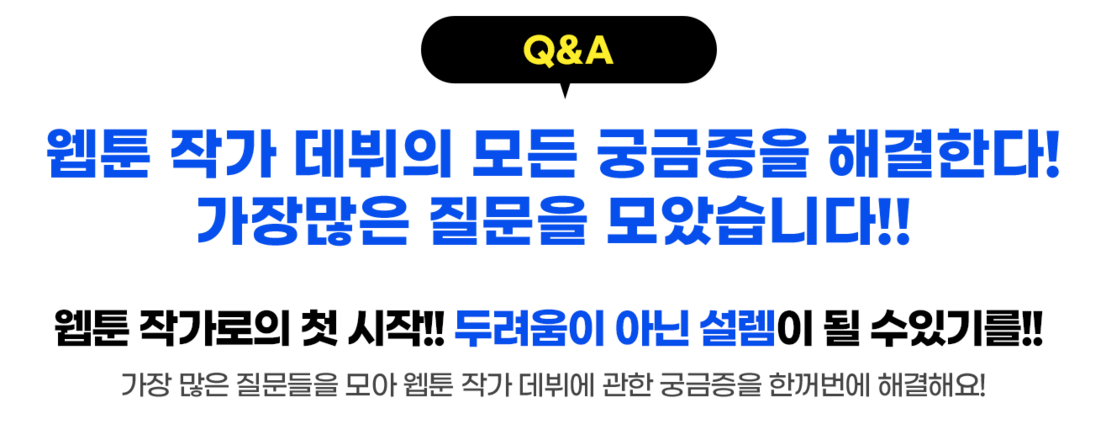 Q&A
웹툰 작가 데뷔의 모든 궁금증을 해결한다!
가장많은 질문을 모았습니다!!
웹툰 작가로의 첫 시작!! 두려움이 아닌 설렘이 될 수있기를!!
가장 많은 질문들을 모아 웹툰 작가 데뷔에 관한 궁금증을 한꺼번에 해결해요!